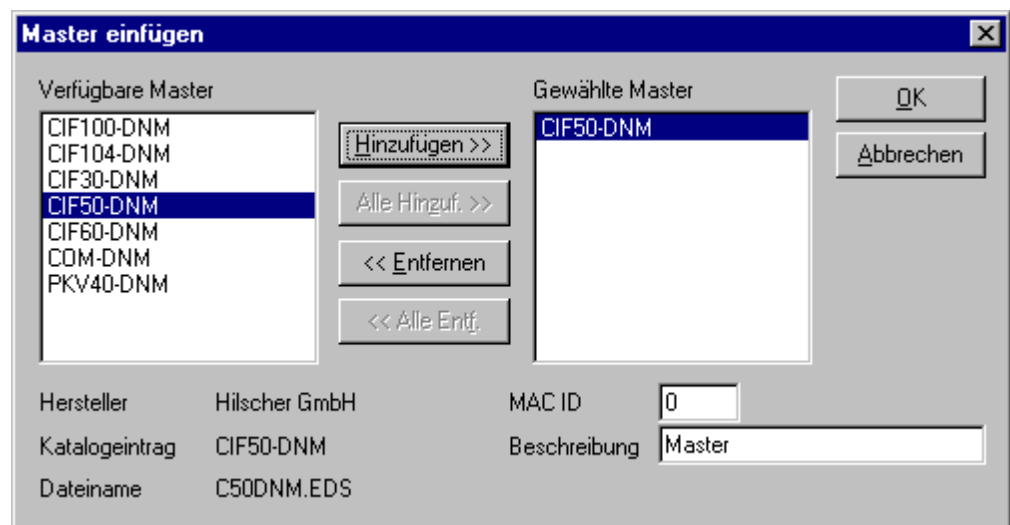 Master einfügen
Verfügbare Master
CIF100-DNM
CIF104-DNM
CIF30-DNM
CIF50-DNM
CIF60-DNM
COM-DNM
PKV40-DNM
Hinzufügen >>
Alle Hinzuf. >>
<< Entfernen
<< Alle Entf.
Gewählte Master
CIF50-DNM
OK
Abbrechen
Hersteller Hilscher GmbH
Katalogeintrag CIF50-DNM
Dateiname C50DNM.EDS
MAC ID 0
Beschreibung Master